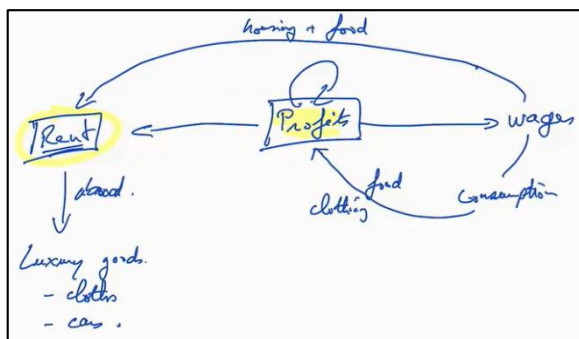 housing + food
Rent
Profits
wages
food
clothing
Consumption
abroad.
Luxury goods.
- cloths
- cars.